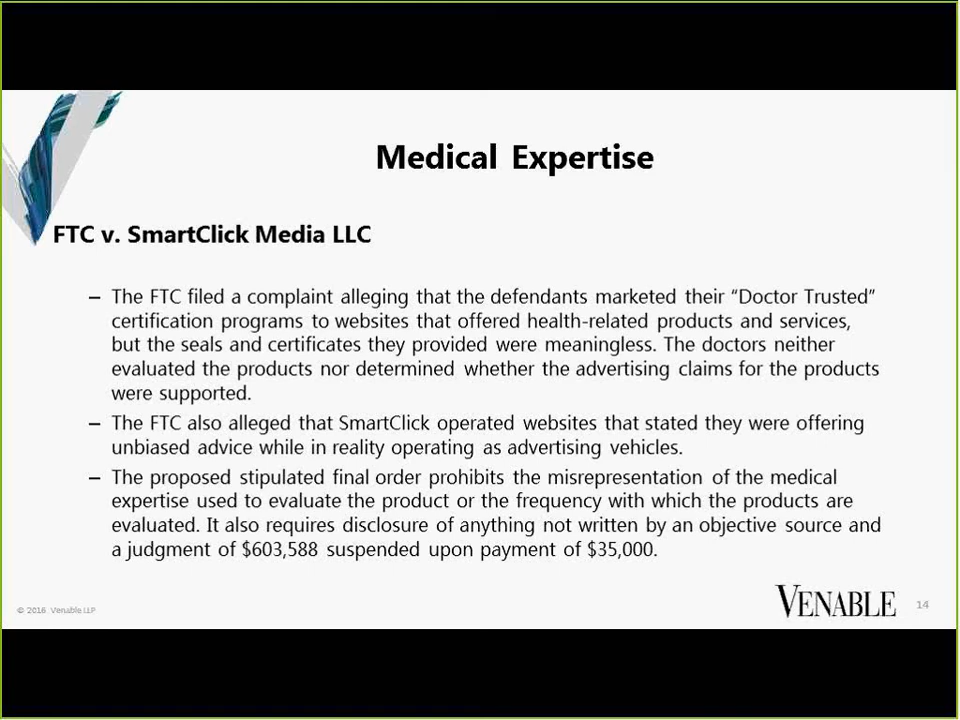 Medical Expertise
FTC v. SmartClick Media LLC
– The FTC filed a complaint alleging that the defendants marketed their “Doctor Trusted”
certification programs to websites that offered health-related products and services,
but the seals and certificates they provided were meaningless. The doctors neither
evaluated the products nor determined whether the advertising claims for the products
were supported.
– The FTC also alleged that SmartClick operated websites that stated they were offering
unbiased advice while in reality operating as advertising vehicles.
– The proposed stipulated final order prohibits the misrepresentation of the medical
expertise used to evaluate the product or the frequency with which the products are
evaluated. It also requires disclosure of anything not written by an objective source and
a judgment of $603,588 suspended upon payment of $35,000.
© 2016 Venable LLP
VENABLE 14